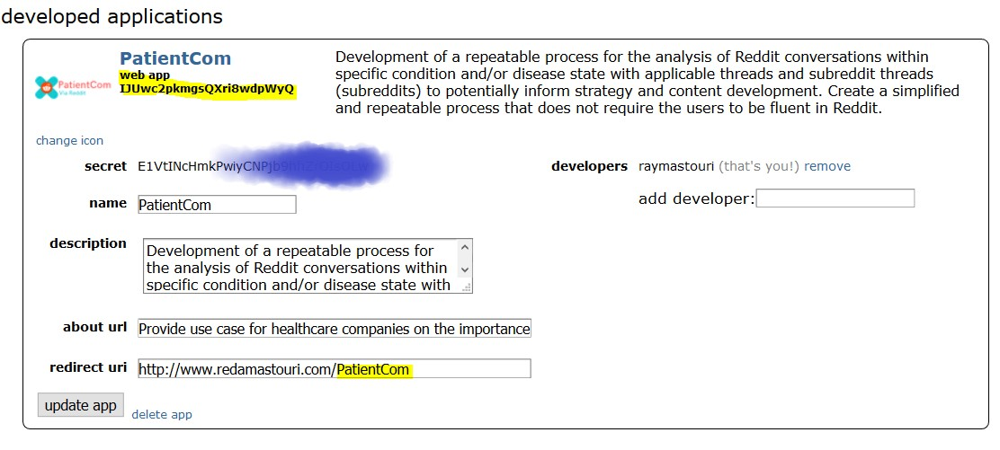 developed applications
PatientCom
web app
IJUwc2pkmgsQXri8wdpWyQ
PatientCom
Via Reddit
Development of a repeatable process for the analysis of Reddit conversations within
specific condition and/or disease state with applicable threads and subreddit threads
(subreddits) to potentially inform strategy and content development. Create a simplified
and repeatable process that does not require the users to be fluent in Reddit.
change icon
secret
developers raymastouri (that's you!) remove
add developer:
name PatientCom
description Development of a repeatable process for
the analysis of Reddit conversations within
specific condition and/or disease state with
about url Provide use case for healthcare companies on the importance
redirect uri http://www.redamastouri.com/PatientCom
update app delete app